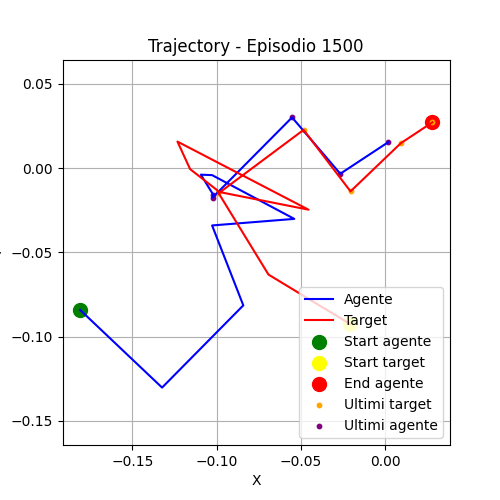 Trajectory - Episodio 1500
0.05
0.00
−0.05
−0.10
−0.15
−0.15
−0.10
−0.05
0.00
X
Agente
Target
Start agente
Start target
End agente
Ultimi target
Ultimi agente